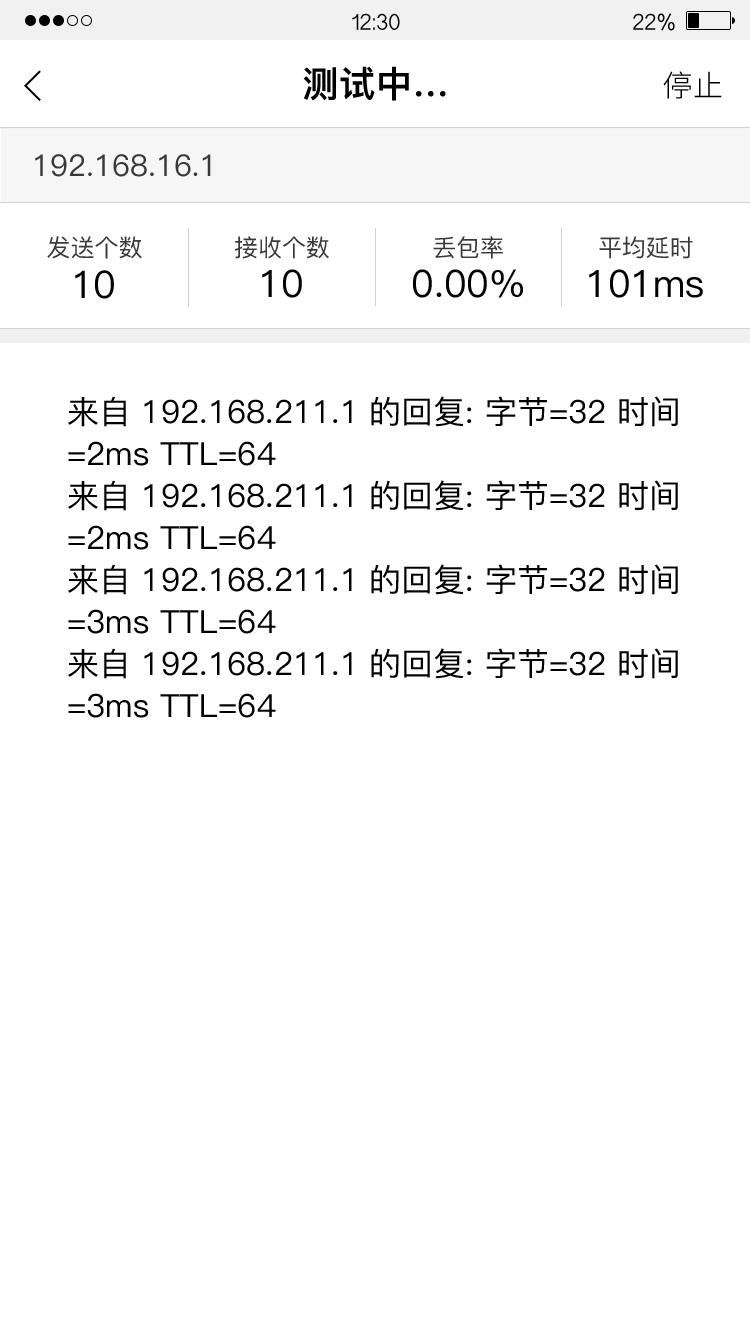 12:30
22%
测试中...
停止
192.168.16.1
发送个数
接收个数
丢包率
平均延时
10
10
0.00%
101ms
来自 192.168.211.1 的回复: 字节=32 时间
=2ms TTL=64
来自 192.168.211.1 的回复: 字节=32 时间
=2ms TTL=64
来自 192.168.211.1 的回复: 字节=32 时间
=3ms TTL=64
来自 192.168.211.1 的回复: 字节=32 时间
=3ms TTL=64